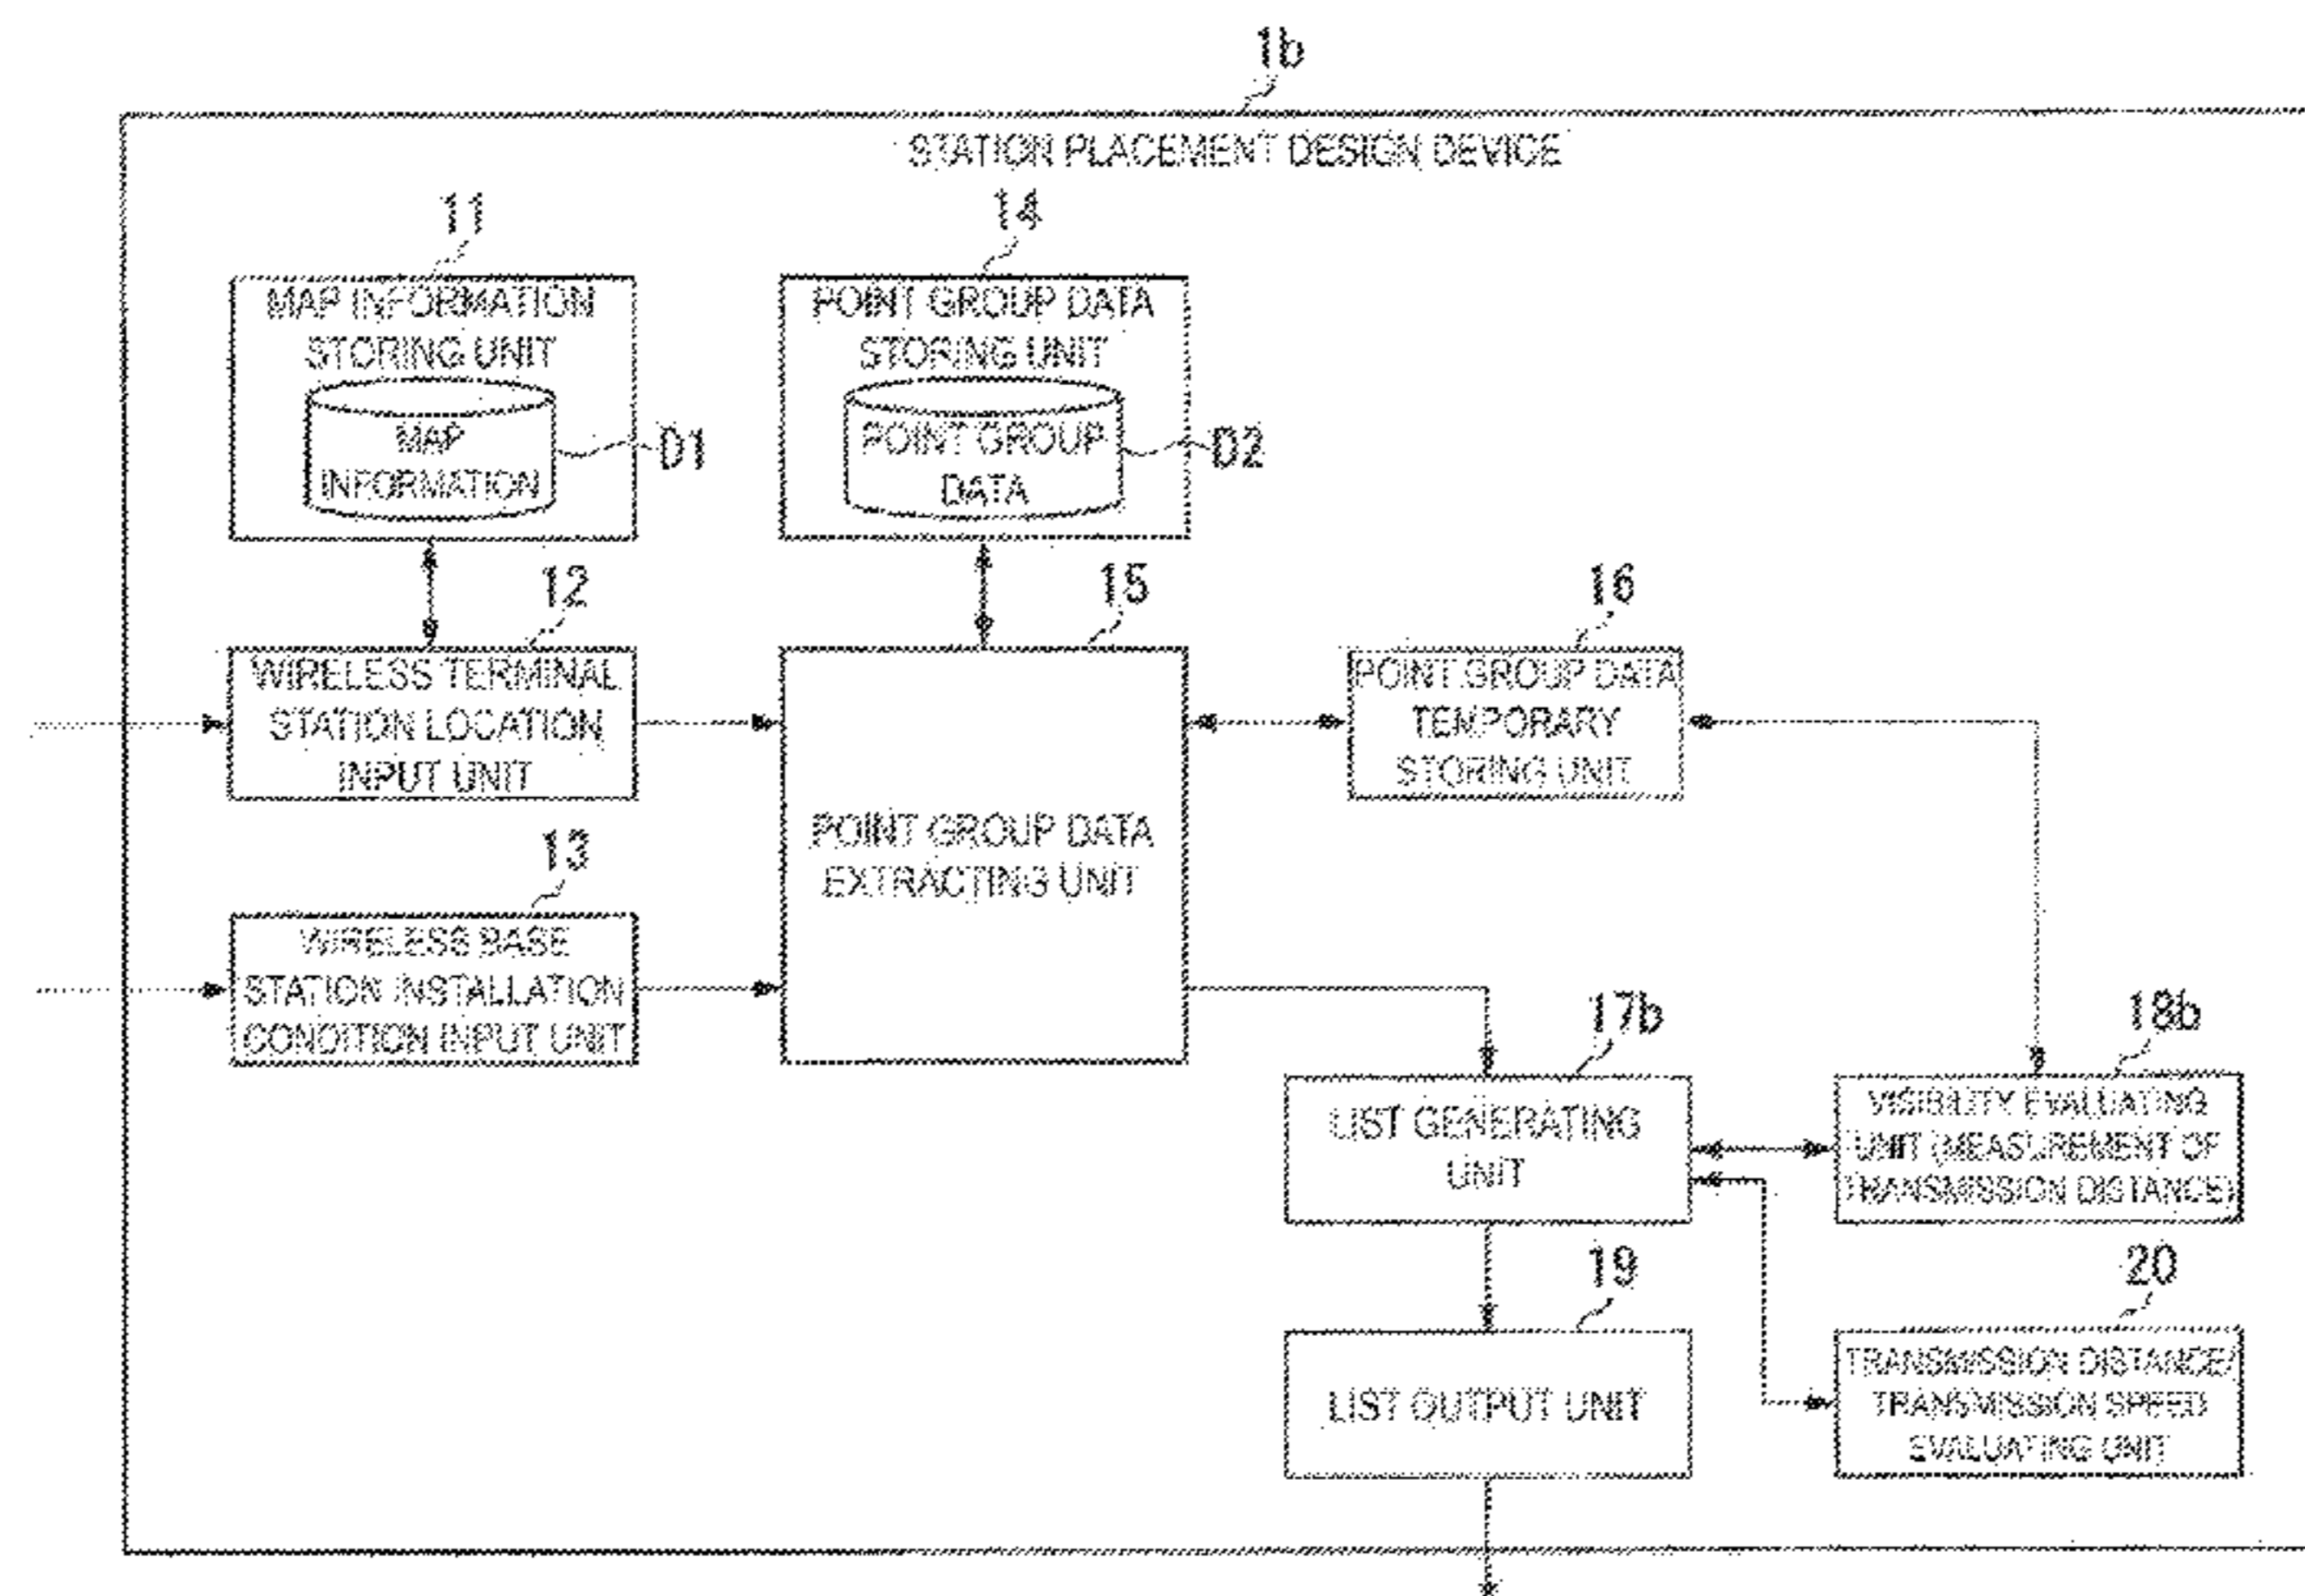 1b
STATION PLACEMENT DESIGN DEVICE
11
MAP INFORMATION
STORING UNIT
MAP
INFORMATION
D1
14
POINT GROUP DATA
STORING UNIT
POINT GROUP
DATA
D2
12
WIRELESS TERMINAL
STATION LOCATION
INPUT UNIT
13
WIRELESS BASE
STATION INSTALLATION
CONDITION INPUT UNIT
15
POINT GROUP DATA
EXTRACTING UNIT
16
POINT GROUP DATA
TEMPORARY
STORING UNIT
17b
LIST GENERATING
UNIT
18b
VISIBILITY EVALUATING
UNIT (MEASUREMENT OF
TRANSMISSION DISTANCE)
19
LIST OUTPUT UNIT
20
TRANSMISSION DISTANCE/
TRANSMISSION SPEED
EVALUATING UNIT